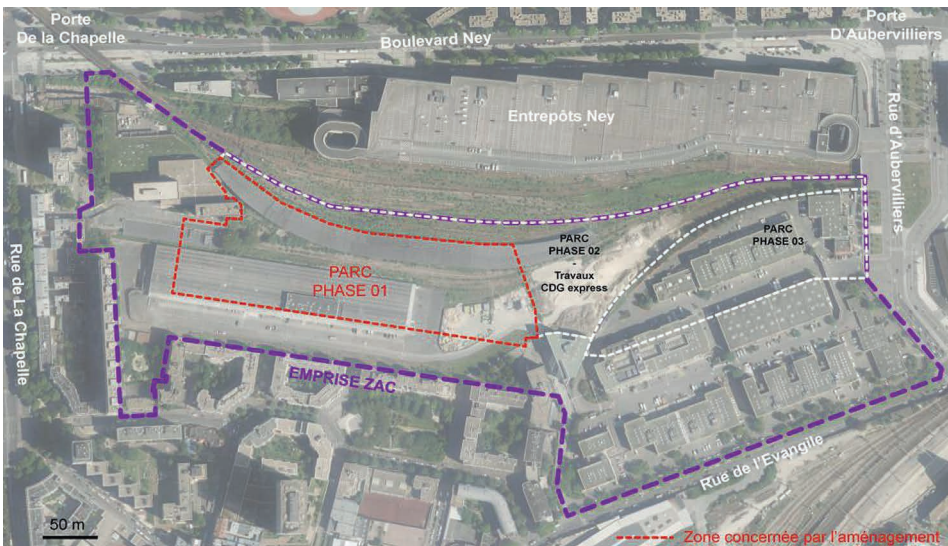 Porte
De la Chapelle
Boulevard Ney
Porte
D'Aubervilliers
Entrepôts Ney
Rue d'Aubervilliers
Rue de La Chapelle
PARC
PHASE 01
PARC
PHASE 02
-
Travaux
CDG express
PARC
PHASE 03
EMPRISE ZAC
Rue de l'Evangile
50 m
Zone concernée par l'aménagement